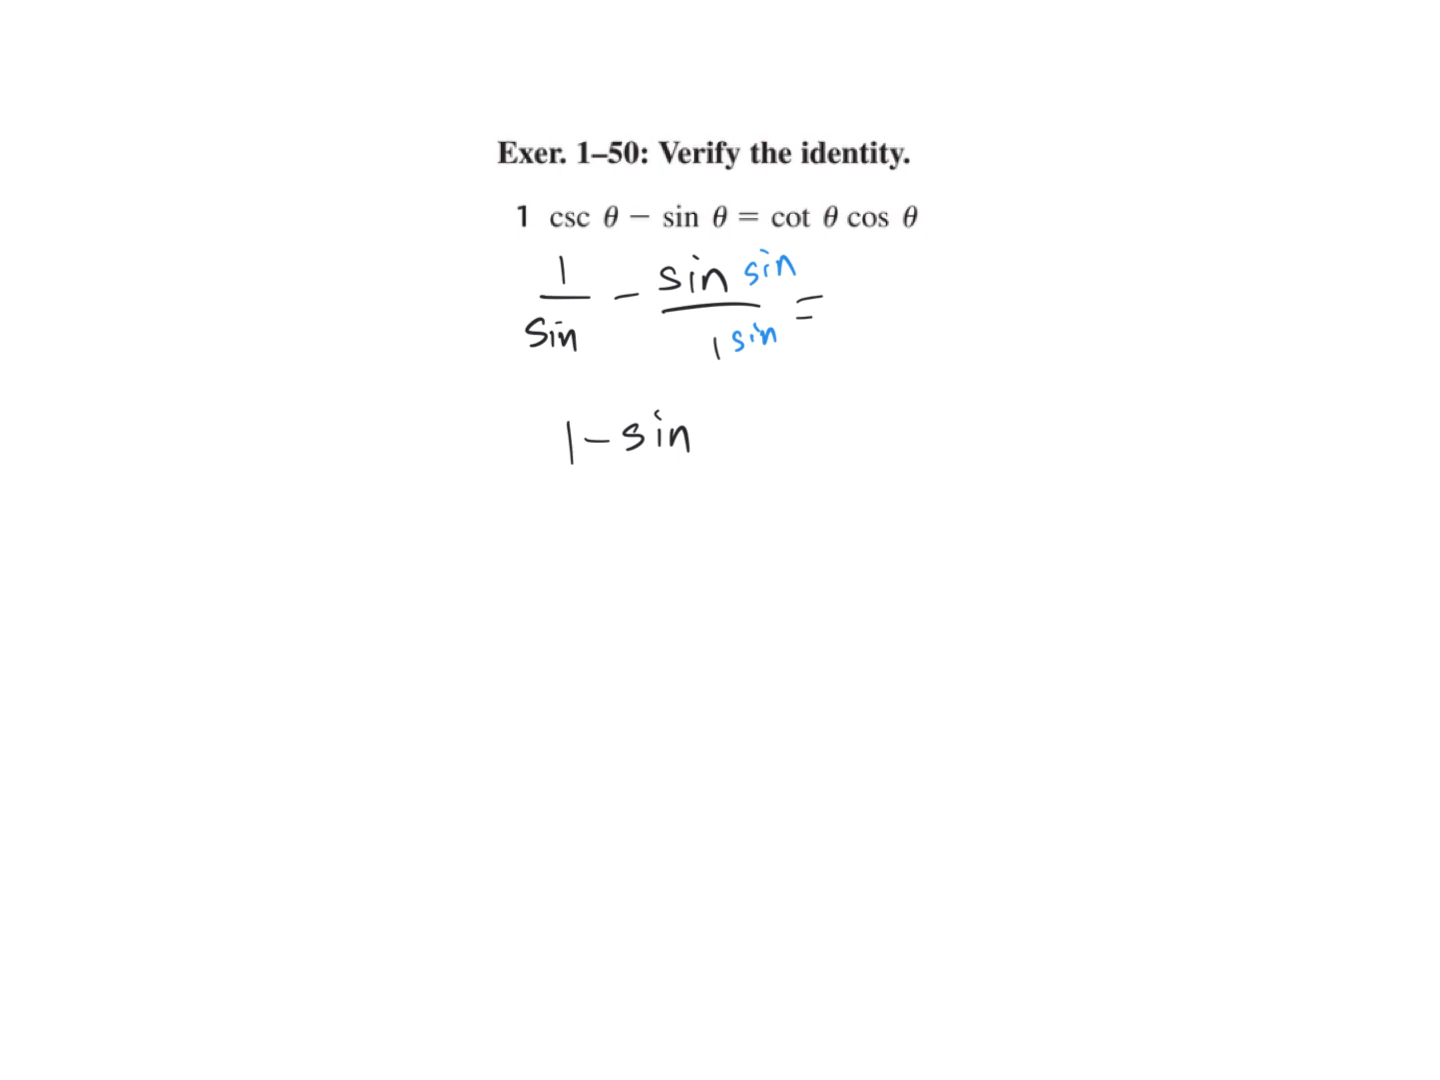 Exer. 1–50: Verify the identity.
1 csc θ − sin θ = cot θ cos θ
1 − sin sin =
sin 1 sin
1 − sin